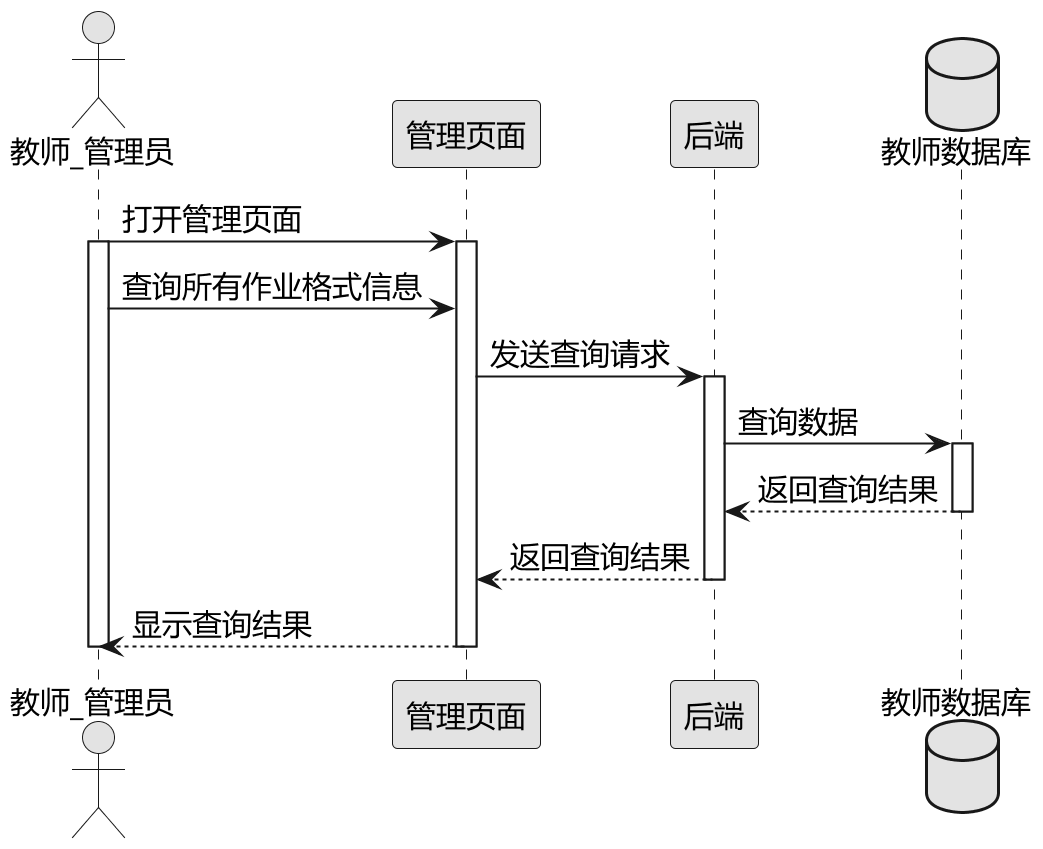 教师_管理员
管理页面
后端
教师数据库
打开管理页面
查询所有作业格式信息
发送查询请求
查询数据
返回查询结果
返回查询结果
显示查询结果
教师_管理员
管理页面
后端
教师数据库